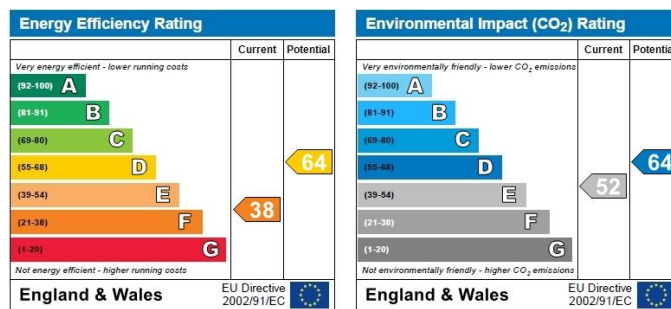 Energy Efficiency Rating
Current Potential
Very energy efficient - lower running costs
(92-100) A
(81-91) B
(69-80) C
(55-68) D
(39-54) E
(21-38) F
(1-20) G
64
38
Not energy efficient - higher running costs
England & Wales
EU Directive
2002/91/EC
Environmental Impact (CO₂) Rating
Current Potential
Very environmentally friendly - lower CO₂ emissions
(92-100) A
(81-91) B
(69-80) C
(55-68) D
(39-54) E
(21-38) F
(1-20) G
64
52
Not environmentally friendly - higher CO₂ emissions
England & Wales
EU Directive
2002/91/EC